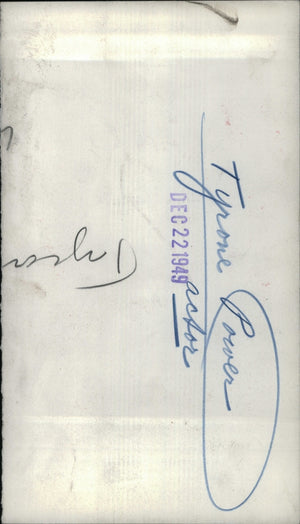 Tyrone Power
actor
DEC 22 1949